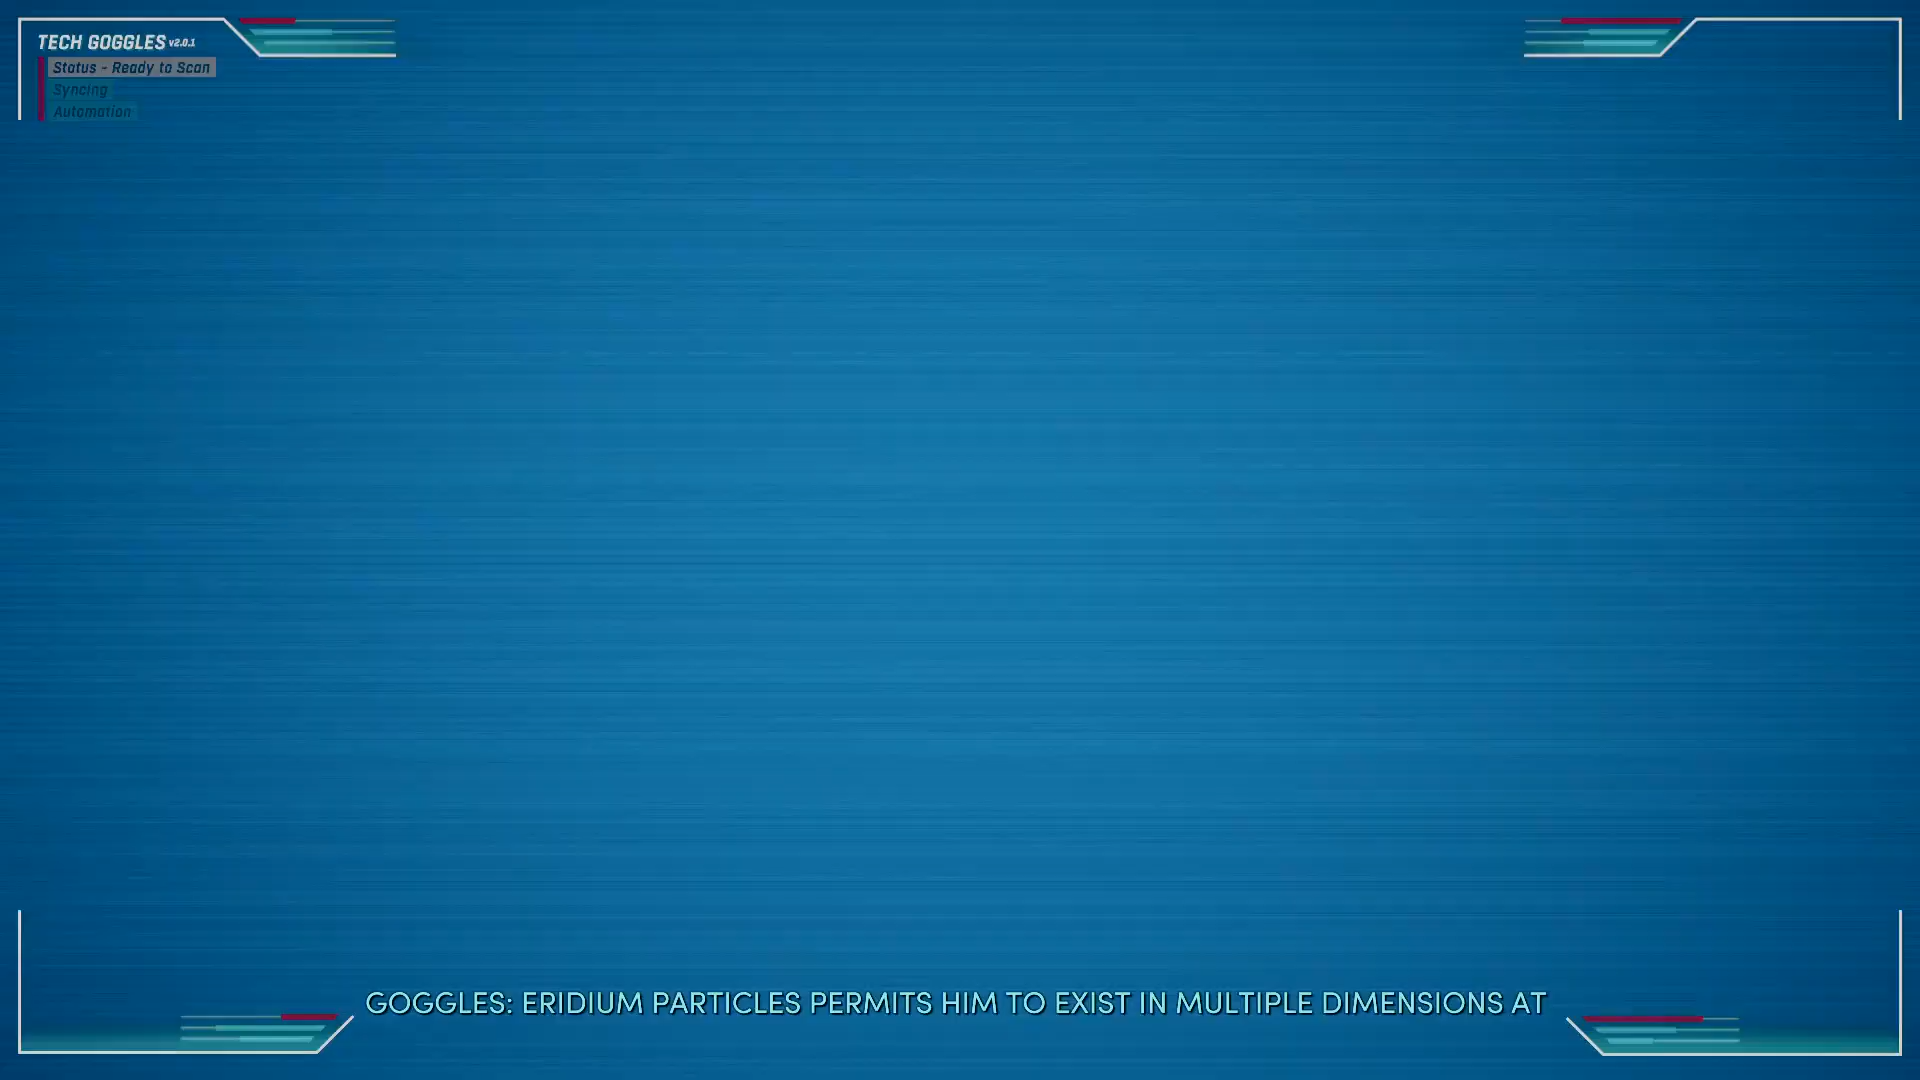 TECH GOGGLES v2.0.1
Status - Ready to Scan
Syncing
Automation
GOGGLES: ERIDIUM PARTICLES PERMITS HIM TO EXIST IN MULTIPLE DIMENSIONS AT